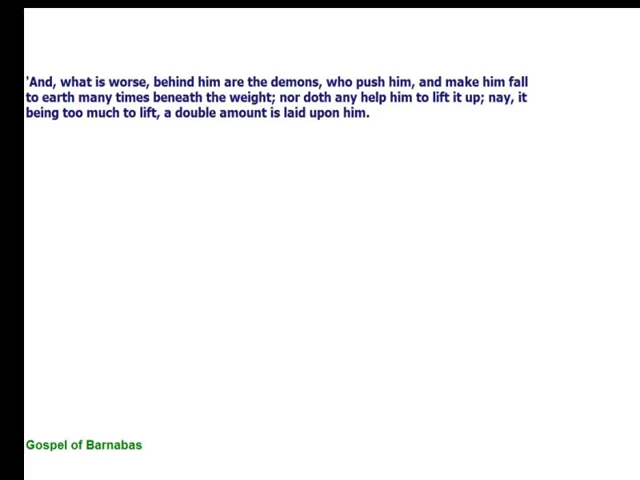 'And, what is worse, behind him are the demons, who push him, and make him fall
to earth many times beneath the weight; nor doth any help him to lift it up; nay, it
being too much to lift, a double amount is laid upon him.
Gospel of Barnabas